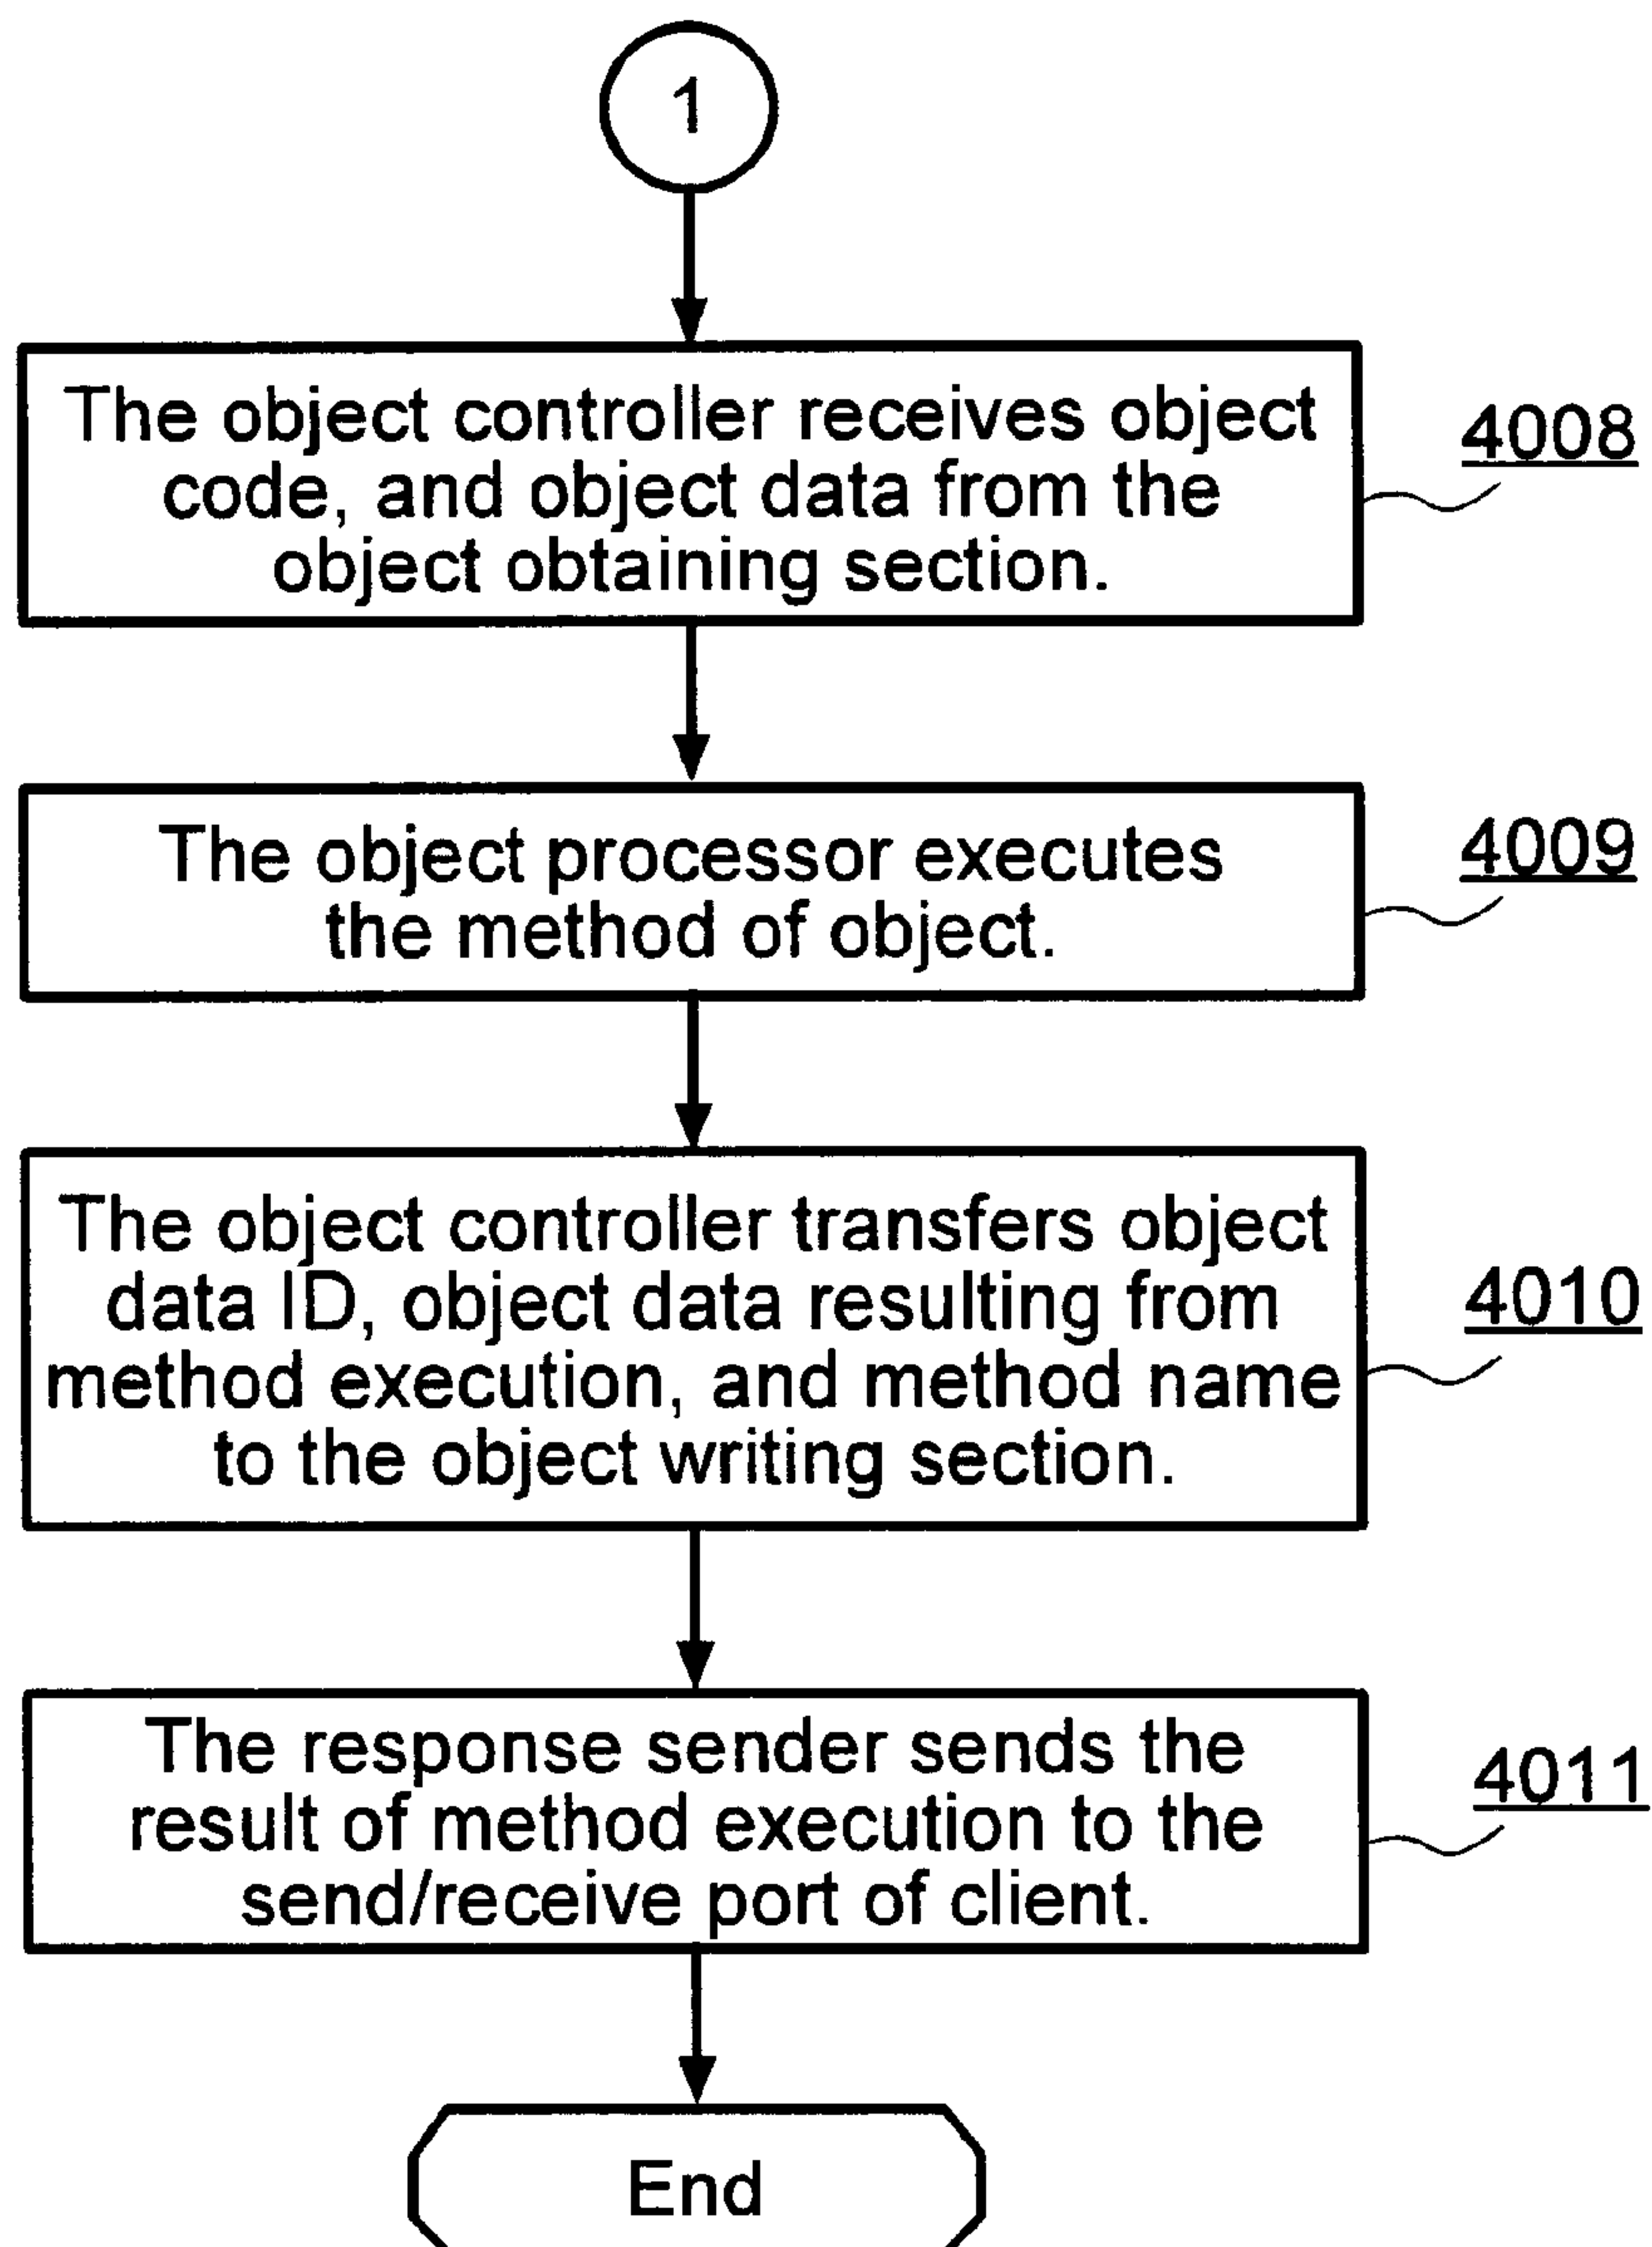 1
The object controller receives object
code, and object data from the
object obtaining section.
4008
The object processor executes
the method of object.
4009
The object controller transfers object
data ID, object data resulting from
method execution, and method name
to the object writing section.
4010
The response sender sends the
result of method execution to the
send/receive port of client.
4011
End